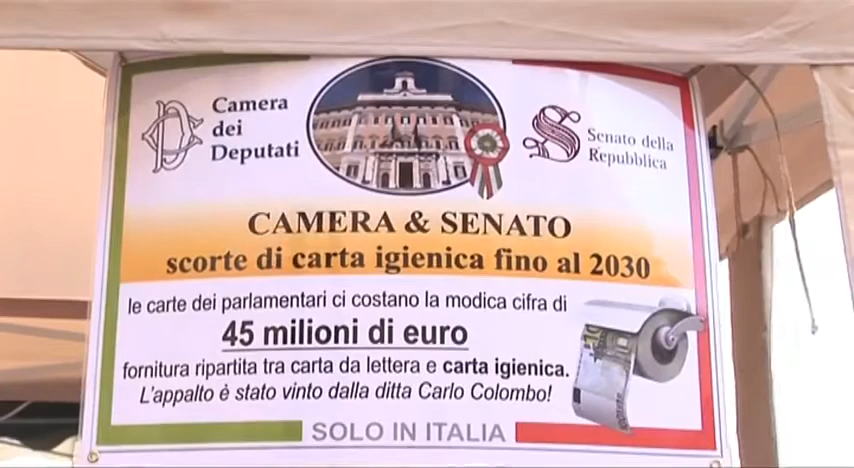 Camera
dei
Deputati
Senato della
Repubblica
CAMERA & SENATO
scorte di carta igienica fino al 2030
le carte dei parlamentari ci costano la modica cifra di
45 milioni di euro
fornitura ripartita tra carta da lettera e carta igienica.
L'appalto è stato vinto dalla ditta Carlo Colombo!
SOLO IN ITALIA